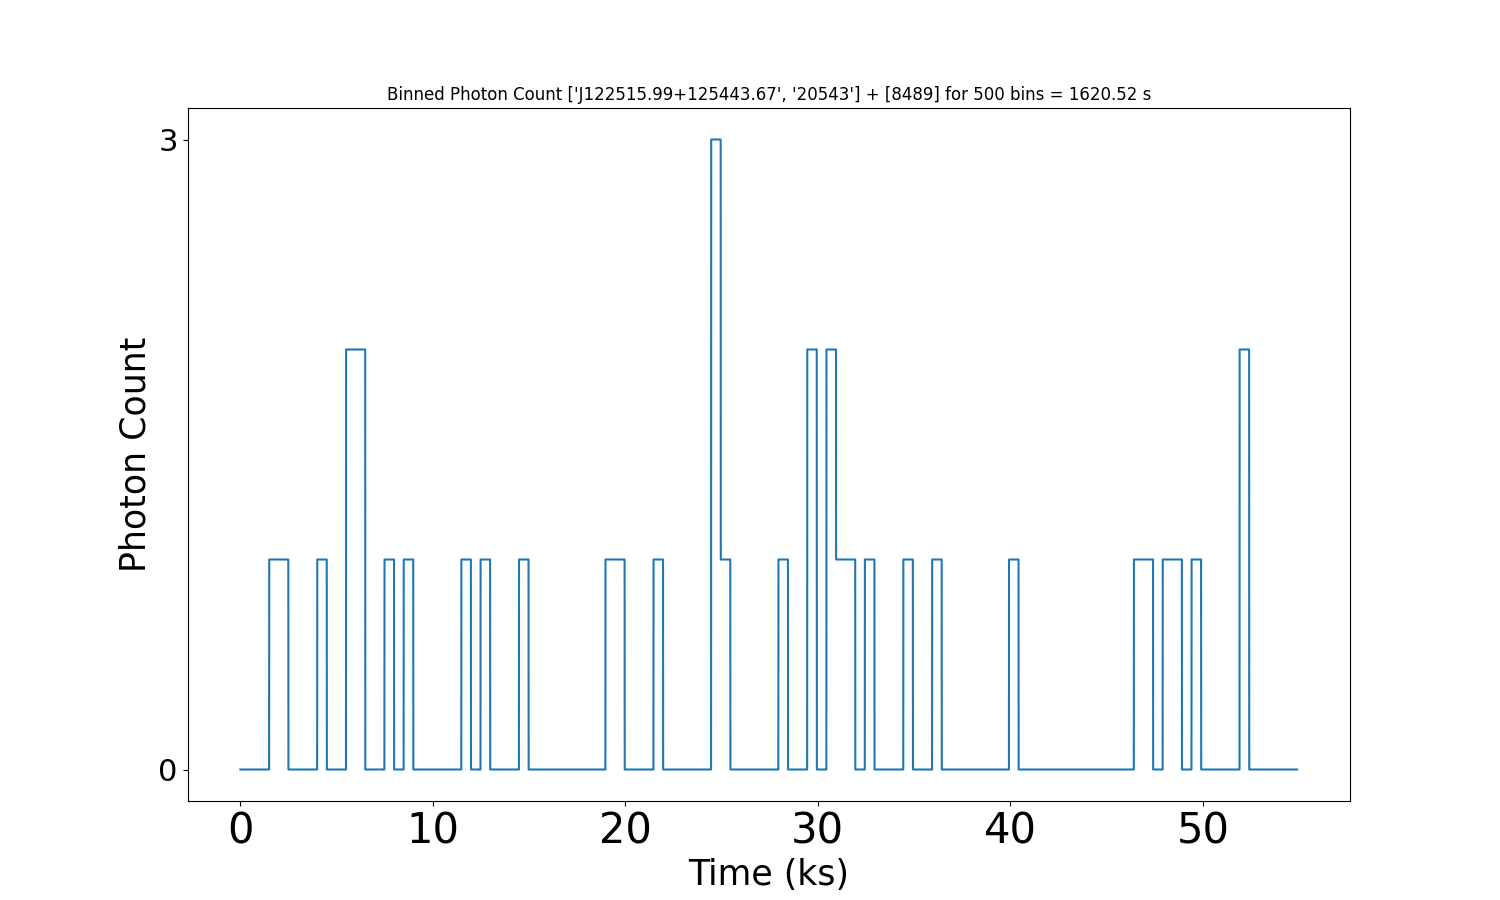 Binned Photon Count ['J122515.99+125443.67', '20543'] + [8489] for 500 bins = 1620.52 s
3
Photon Count
0
0 10 20 30 40 50
Time (ks)